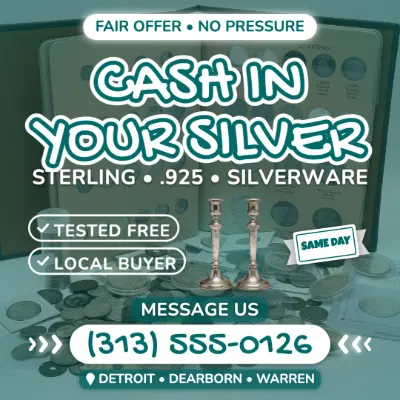 FAIR OFFER • NO PRESSURE
CASH IN
YOUR SILVER
STERLING • .925 • SILVERWARE
TESTED FREE
LOCAL BUYER
SAME DAY
MESSAGE US
(313) 555-0126
DETROIT • DEARBORN • WARREN